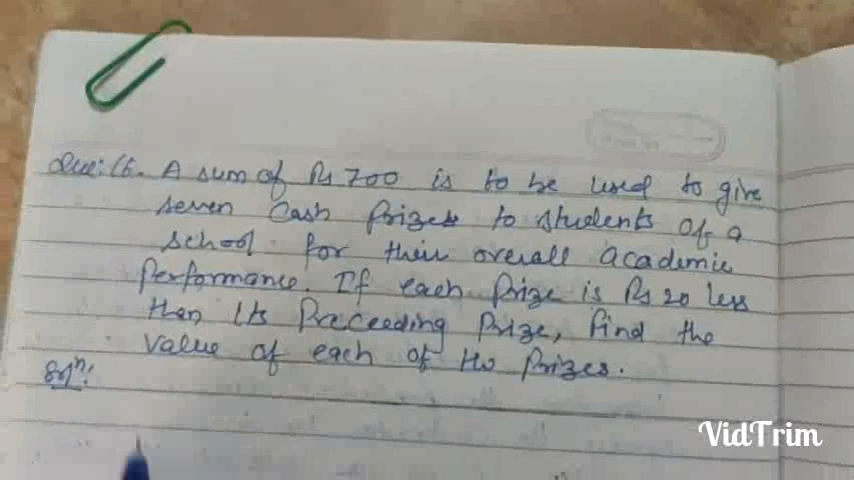 Que:16. A sum of Rs 700 is to be used to give
seven cash prizes to students of a
school for their overall academic
performance. If each prize is Rs 20 less
than its preceeding prize, find the
value of each of the prizes.
Solⁿ:
VidTrim